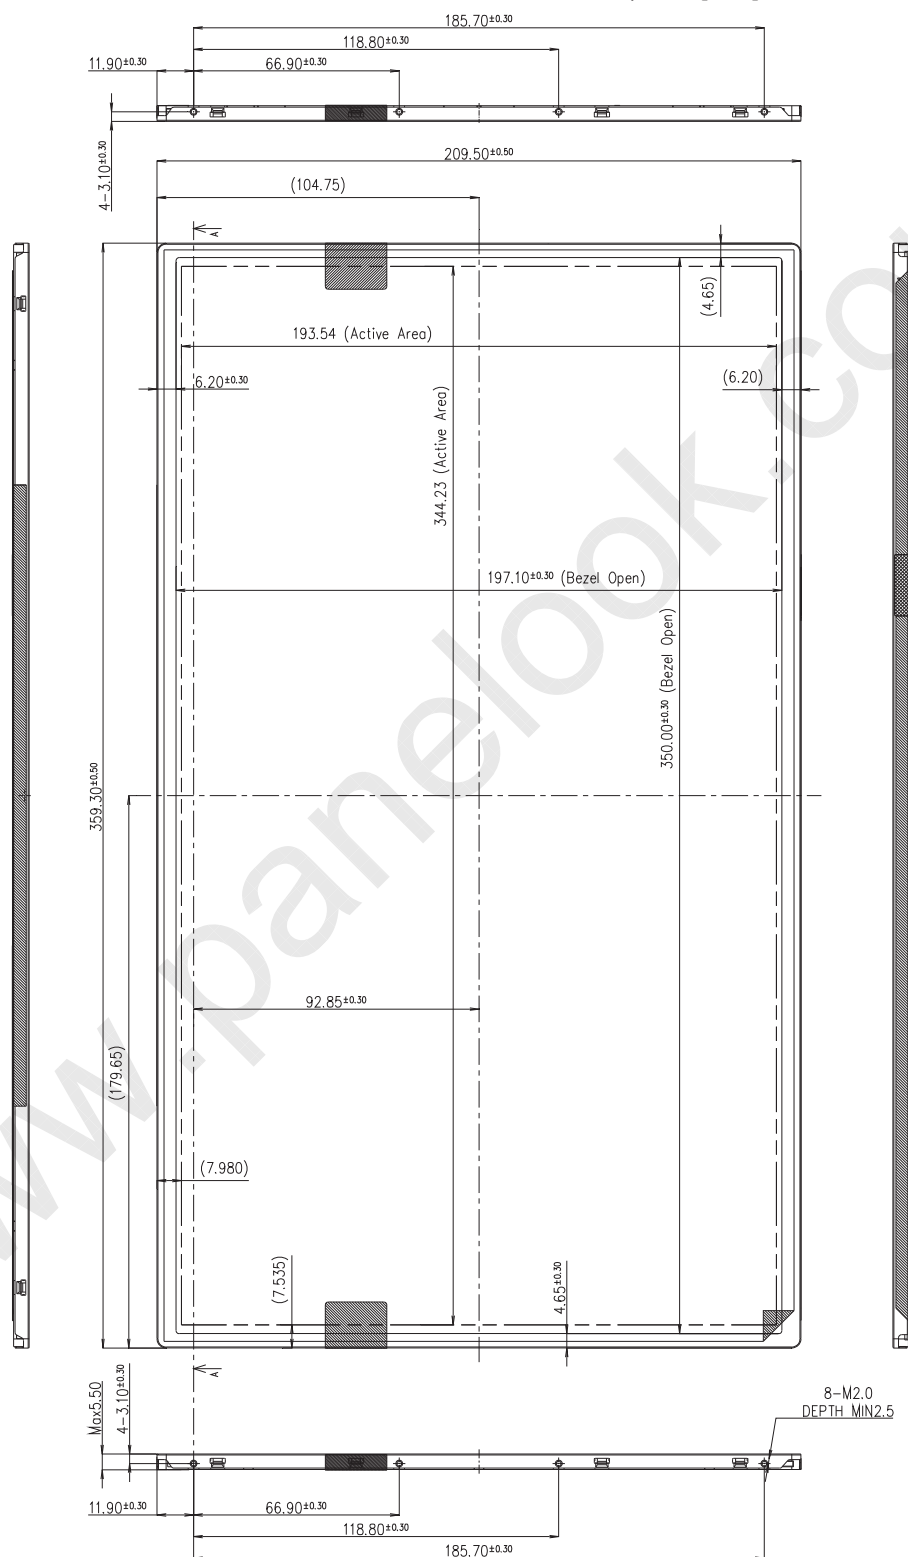 185.70±0.30
118.80±0.30
11.90±0.30
66.90±0.30
4-3.10±0.30
209.50±0.50
(104.75)
A
(4.65)
193.54 (Active Area)
6.20±0.30
(6.20)
344.23 (Active Area)
197.10±0.30 (Bezel Open)
350.00±0.30 (Bezel Open)
359.30±0.50
92.85±0.30
(179.65)
(7.980)
(7.535)
4.65±0.30
A
Max5.50
4-3.10±0.30
8-M2.0
DEPTH MIN2.5
11.90±0.30
66.90±0.30
118.80±0.30
185.70±0.30
www.panelook.co